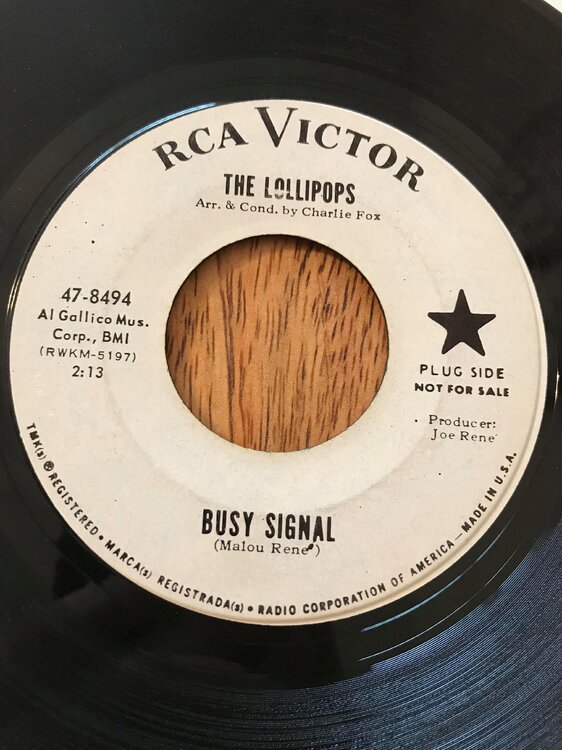 RCA VICTOR
THE LOLLIPOPS
Arr. & Cond. by Charlie Fox
47-8494
Al Gallico Mus.
Corp., BMI
(RWKM-5197)
2:13
PLUG SIDE
NOT FOR SALE
Producer:
Joe Rene'
BUSY SIGNAL
(Malou Rene')
TMK(s) ® REGISTERED • MARCA(s) REGISTRADA(s) • RADIO CORPORATION OF AMERICA — MADE IN U.S.A.